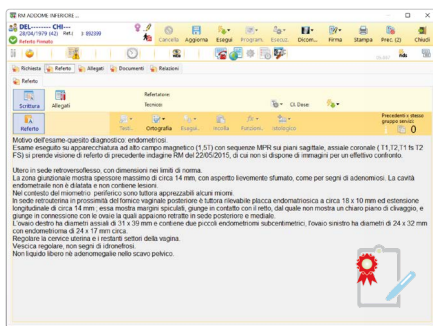 RM ADDOME INFERIORE ...
DEL-------- CHI---
28/04/1979 (42) Pat: | 892399
Referto Firmato
Cancella Aggiorna Esegui Program. Esegui2. Dicom... Firma Stampa Prec. (2) Chiudi
Ads
Richiesta Referto Allegati Documenti Relazioni
Referto
Scrittura Allegati
Refertatore:
Tecnico:
Cl. Dose:
Referto
Testi.. Ortografia Esegui.. Incolla Funzioni.. Istologico
Precedenti x stesso
gruppo servizi:
0
Motivo dell'esame-quesito diagnostico: endometriosi.
Esame eseguito su apparecchiatura ad alto campo magnetico (1,5T) con sequenze MPR sui piani sagittale, assiale coronale ( T1,T2,T1 fs T2
FS) si prende visione di referto di precedente indagine RM del 22/05/2015, di cui non si dispone di immagini per un effettivo confronto.
Utero in sede retroversoflesso, con dimensioni nei limiti di norma.
La zona giunzionale mostra spessore massimo di circa 14 mm, con aspetto lievemente sfumato, come per segni di adenomiosi. La cavità
endometraile non è dilatata e non contiene lesioni.
Nel contesto del miometrio periferico sono tuttora apprezzabili alcuni miomi.
In sede retrouterina in prossimità del fornice vaginale posteriore è tuttora rilevabile placca endometriosica a circa 18 x 10 mm ed estensione
longitudinale di circa 14 mm , essa mostra margini spiculati, giunge in contatto con il retto, dal quale non mostra un chiaro piano di clivaggio, e
giunge in connessione con le ovaie la quali appaiono retratte in sede posteriore e mediale.
L'ovaio destro ha diametri assiali di 31 x 39 mm e contiene due piccoli endometriomi subcentimetrici, l'ovaio sinistro ha diametri di 24 x 32 mm
con endometrioma di 24 x 17 mm circa.
Regolare la cervice uterina e i restanti settori della vagina.
Vescica regolare, non segni di idronefrosi.
Non liquido libero nè adenomegalie nello scavo pelvico.